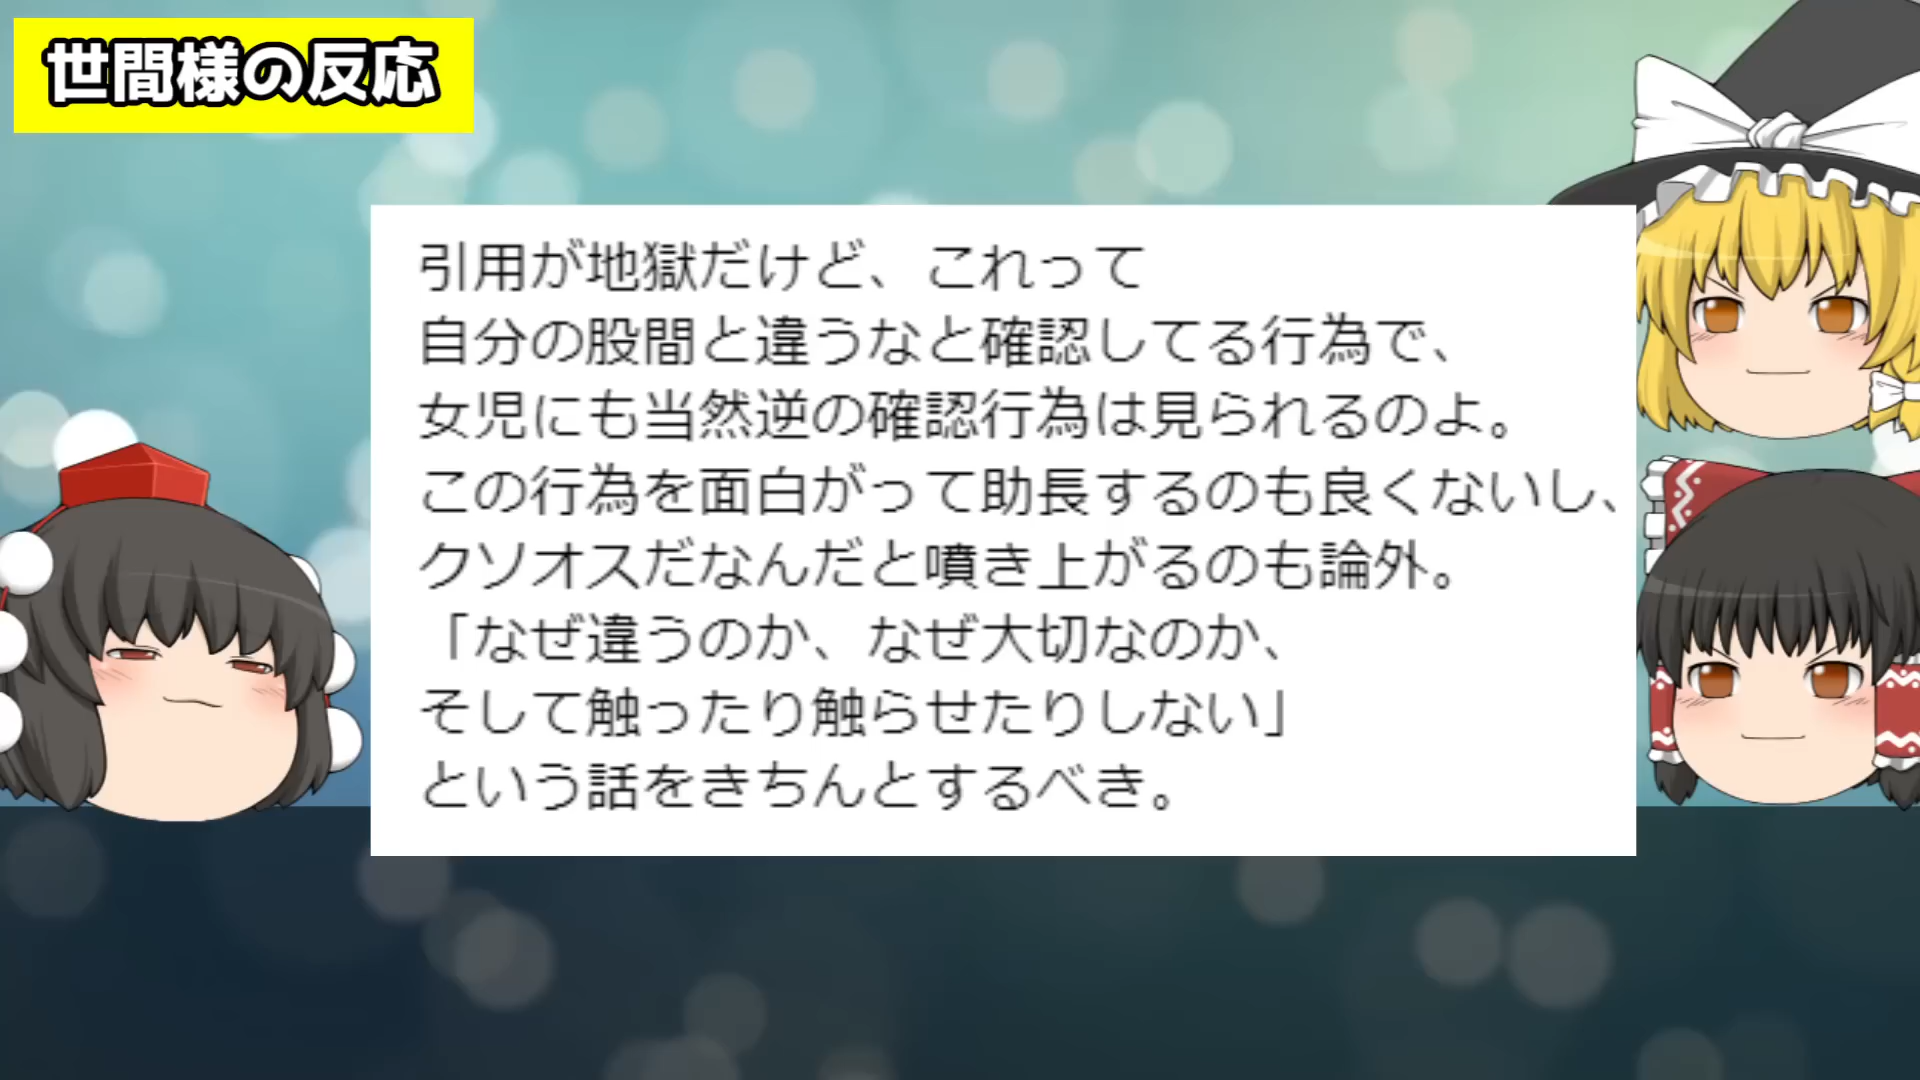 世間様の反応
引用が地獄だけど、これって
自分の股間と違うなと確認してる行為で、
女児にも当然逆の確認行為は見られるのよ。
この行為を面白がって助長するのも良くないし、
クソオスだなんだと噴き上がるのも論外。
「なぜ違うのか、なぜ大切なのか、
そして触ったり触らせたりしない」
という話をきちんとするべき。